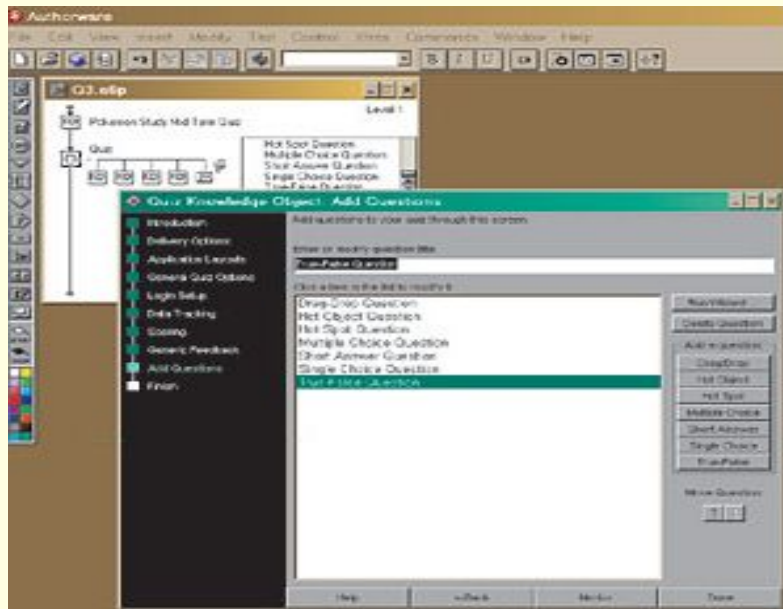 Authorware
File Edit View Insert Modify Text Control Xtras Commands Window Help
B I U
Q3.a5p
Level 1
Pokemon Study Mid Term Quiz
Quiz
Hot Spot Question
Multiple Choice Question
Short Answer Question
Single Choice Question
True-False Question
Quiz Knowledge Object: Add Questions
Introduction
Delivery Options
Application Layouts
General Quiz Options
Login Setup
Data Tracking
Scoring
Generic Feedback
Add Questions
Finish
Add questions to your quiz through this screen.
Enter or modify question title
True-False Question
Click a item in the list to modify it
Drag-Drop Question
Hot Object Question
Hot Spot Question
Multiple Choice Question
Short Answer Question
Single Choice Question
True-False Question
Run Wizard
Delete Question
Add a question
Drag/Drop
Hot Object
Hot Spot
Multiple Choice
Short Answer
Single Choice
True-False
Move Question
Help
Done